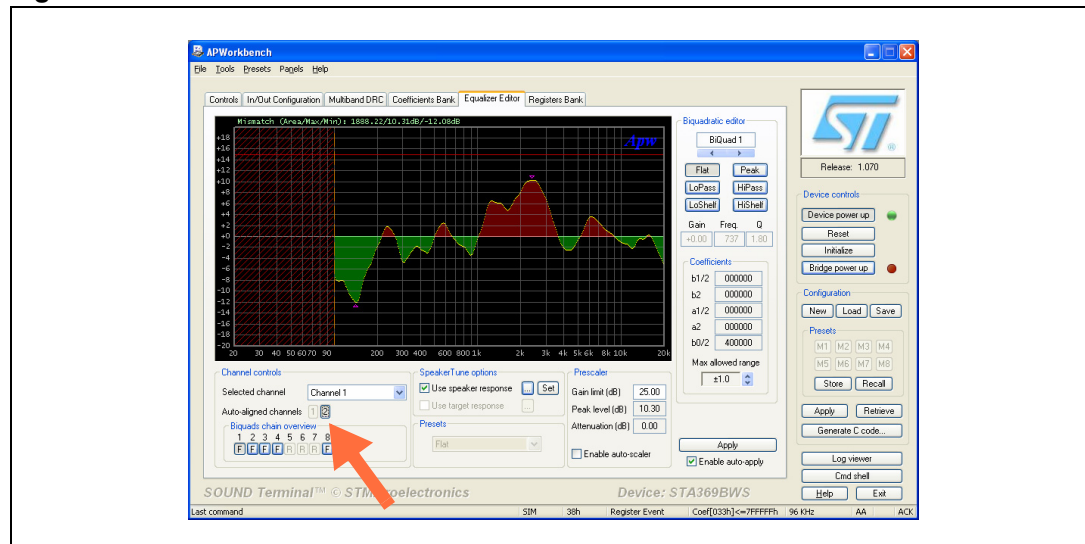 APWorkbench
File Tools Presets Panels Help
Controls In/Out Configuration Multiband DRC Coefficients Bank Equalizer Editor Registers Bank
Mismatch (Area/Max/Min): 1888.22/10.31dB/-12.08dB
Apw
+18
+16
+14
+12
+10
+8
+6
+4
+2
+0
-2
-4
-6
-8
-10
-12
-14
-16
-18
-20
20 30 40 50 60 70 90 200 300 400 600 800 1k 2k 3k 4k 5k 6k 8k 10k 20k
Biquadratic editor
BiQuad 1
Flat Peak
LoPass HiPass
LoShelf HiShelf
Gain Freq. Q
+0.00 737 1.80
Coefficients
b1/2 000000
b2 000000
a1/2 000000
a2 000000
b0/2 400000
Max allowed range
±1.0
Apply
Enable auto-apply
Channel controls
Selected channel Channel 1
Auto-aligned channels 1 2
Biquads chain overview
1 2 3 4 5 6 7 8
F F F F R R R F
SpeakerTune options
Use speaker response ... Set
Use target response ...
Presets
Flat
Prescaler
Gain limit (dB) 25.00
Peak level (dB) 10.30
Attenuation (dB) 0.00
Enable auto-scaler
ST ®
Release: 1.070
Device controls
Device power up
Reset
Initialize
Bridge power up
Configuration
New Load Save
Presets
M1 M2 M3 M4
M5 M6 M7 M8
Store Recall
Apply Retrieve
Generate C code...
Log viewer
Cmd shell
Help Exit
SOUND Terminal™ © STMicroelectronics Device: STA369BWS
Last command SIM 38h Register Event Coef[033h]<=7FFFFFh 96 KHz AA ACK